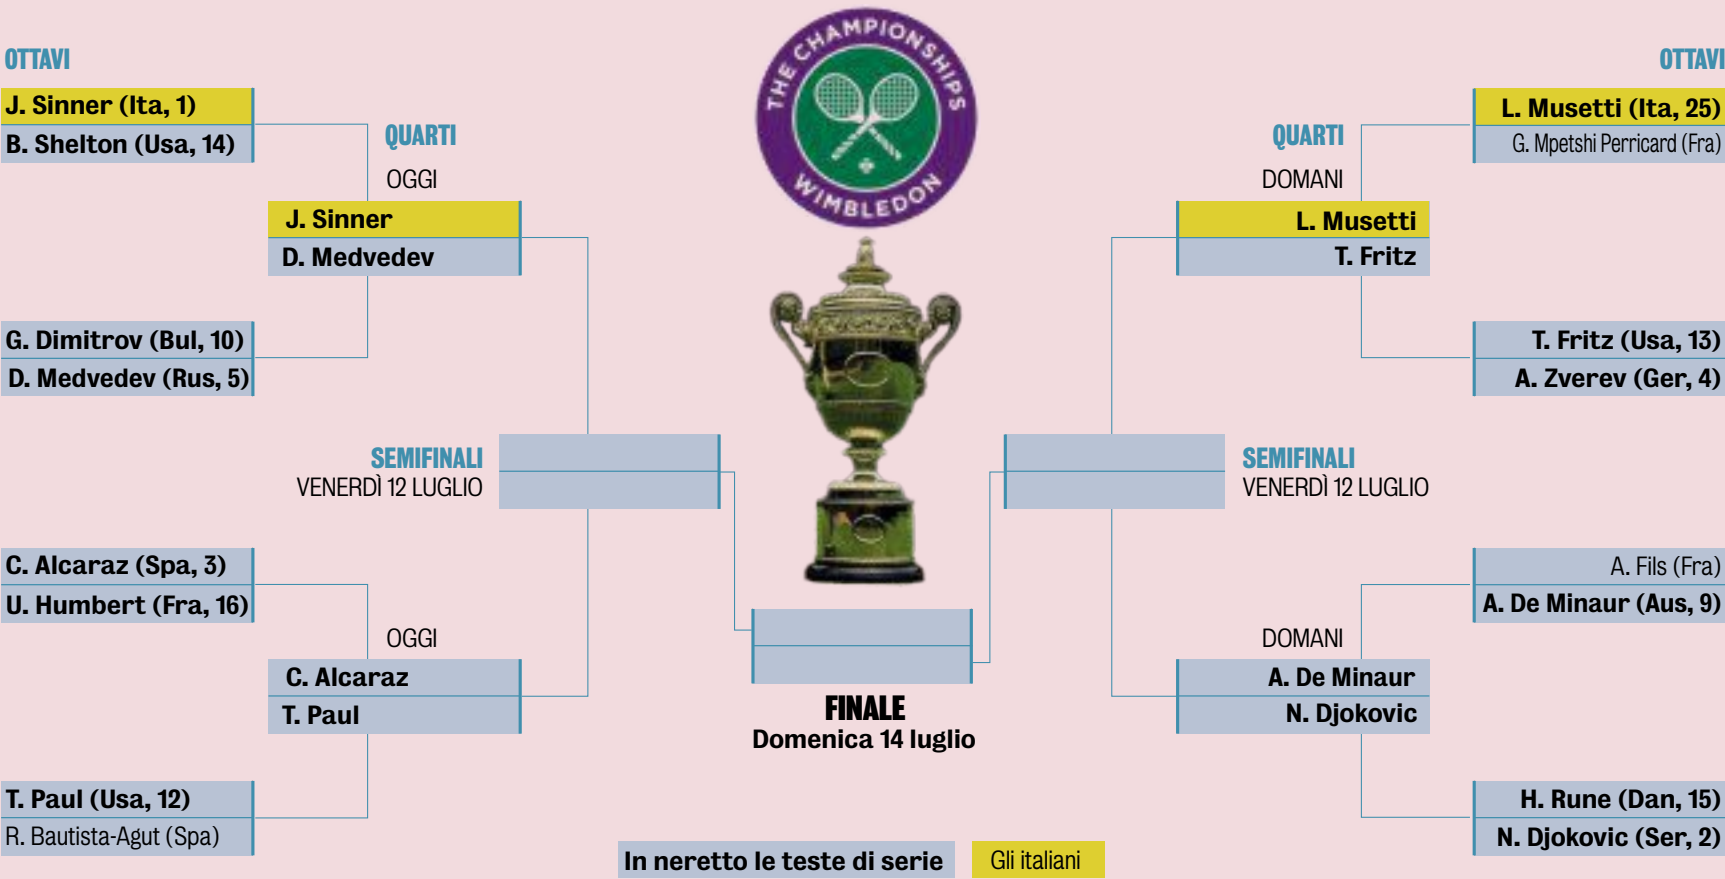 THE CHAMPIONSHIPS
WIMBLEDON
OTTAVI
J. Sinner (Ita, 1)
B. Shelton (Usa, 14)
G. Dimitrov (Bul, 10)
D. Medvedev (Rus, 5)
C. Alcaraz (Spa, 3)
U. Humbert (Fra, 16)
T. Paul (Usa, 12)
R. Bautista-Agut (Spa)
QUARTI
OGGI
J. Sinner
D. Medvedev
OGGI
C. Alcaraz
T. Paul
SEMIFINALI
VENERDÌ 12 LUGLIO
FINALE
Domenica 14 luglio
SEMIFINALI
VENERDÌ 12 LUGLIO
QUARTI
DOMANI
L. Musetti
T. Fritz
DOMANI
A. De Minaur
N. Djokovic
OTTAVI
L. Musetti (Ita, 25)
G. Mpetshi Perricard (Fra)
T. Fritz (Usa, 13)
A. Zverev (Ger, 4)
A. Fils (Fra)
A. De Minaur (Aus, 9)
H. Rune (Dan, 15)
N. Djokovic (Ser, 2)
In neretto le teste di serie
Gli italiani